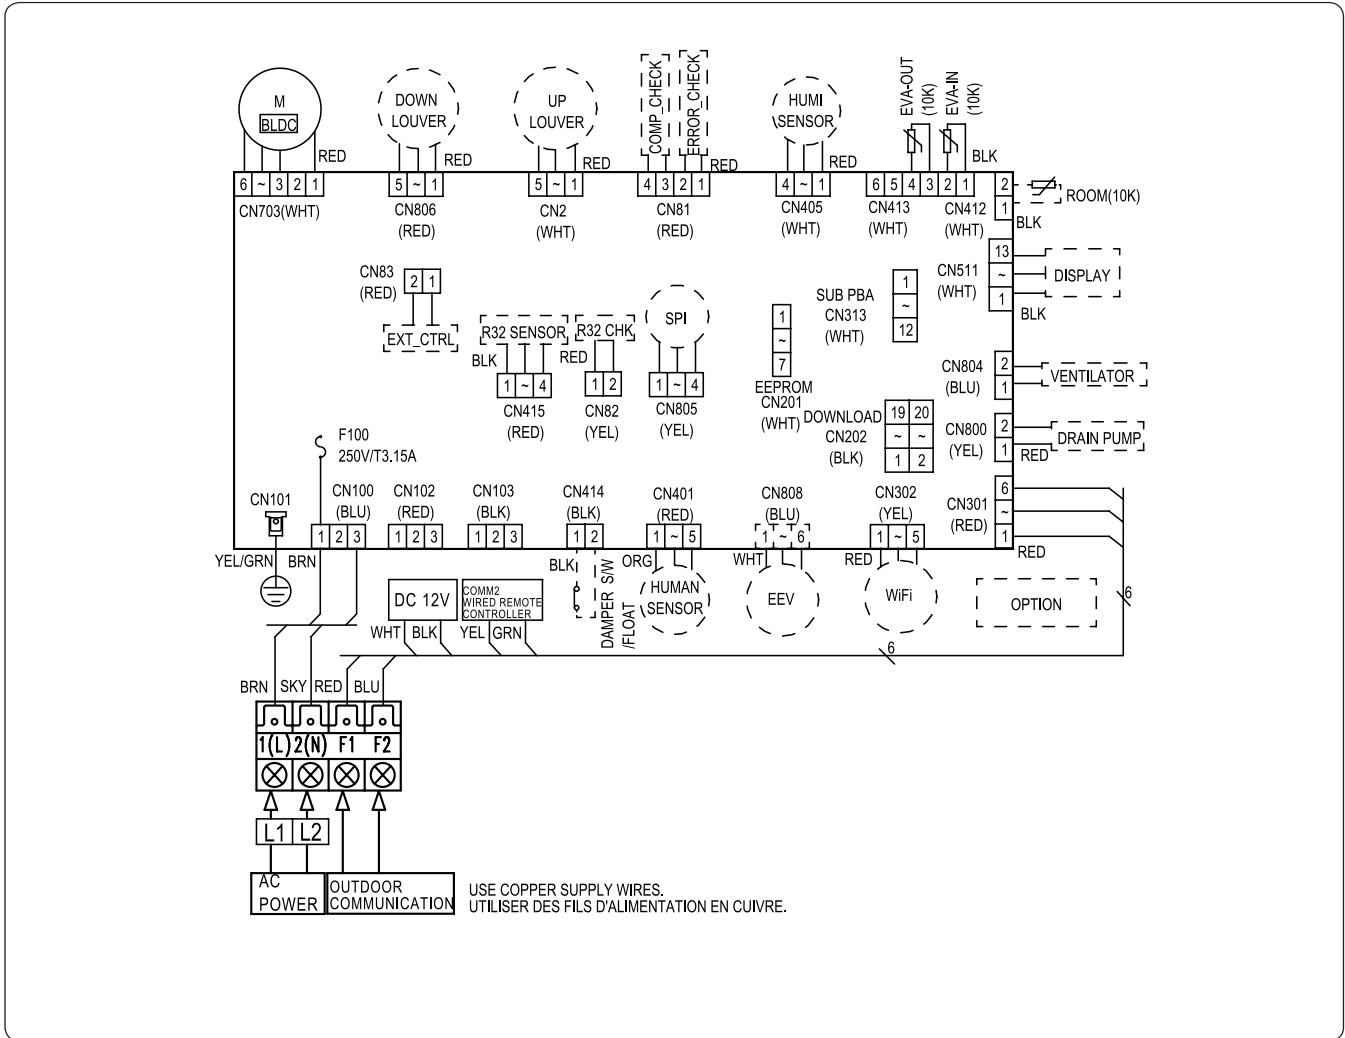 M
BLDC
RED
DOWN
LOUVER
RED
UP
LOUVER
RED
COMP_CHECK
ERROR_CHECK
RED
HUMI
SENSOR
RED
EVA-OUT
(10K)
EVA-IN
(10K)
BLK
6 ~ 3 2 1
CN703(WHT)
5 ~ 1
CN806
(RED)
5 ~ 1
CN2
(WHT)
4 3 2 1
CN81
(RED)
4 ~ 1
CN405
(WHT)
6 5 4 3 2 1
CN413
(WHT)
CN412
(WHT)
2
1
ROOM(10K)
BLK
13
~
1
CN511
(WHT)
DISPLAY
BLK
CN83
(RED)
2 1
EXT_CTRL
R32 SENSOR
BLK
1 ~ 4
CN415
(RED)
R32 CHK
RED
1 2
CN82
(YEL)
SPI
1 ~ 4
CN805
(YEL)
1
~
7
EEPROM
CN201
(WHT)
SUB PBA
CN313
(WHT)
1
~
12
2
1
CN804
(BLU)
VENTILATOR
DOWNLOAD
CN202
(BLK)
19 20
~ ~
1 2
2
1
CN800
(YEL)
DRAIN PUMP
RED
F100
250V/T3.15A
CN101
YEL/GRN
CN100
(BLU)
1 2 3
BRN
CN102
(RED)
1 2 3
CN103
(BLK)
1 2 3
CN414
(BLK)
1 2
BLK
DAMPER S/W
/FLOAT
CN401
(RED)
1 ~ 5
ORG
HUMAN
SENSOR
CN808
(BLU)
1 ~ 6
WHT
EEV
CN302
(YEL)
1 ~ 5
RED
WiFi
6
~
1
CN301
(RED)
RED
OPTION
6
DC 12V
WHT BLK
COMM2
WIRED REMOTE
CONTROLLER
YEL GRN
6
BRN SKY RED BLU
1(L) 2(N) F1 F2
L1 L2
AC
POWER
OUTDOOR
COMMUNICATION
USE COPPER SUPPLY WIRES.
UTILISER DES FILS D'ALIMENTATION EN CUIVRE.